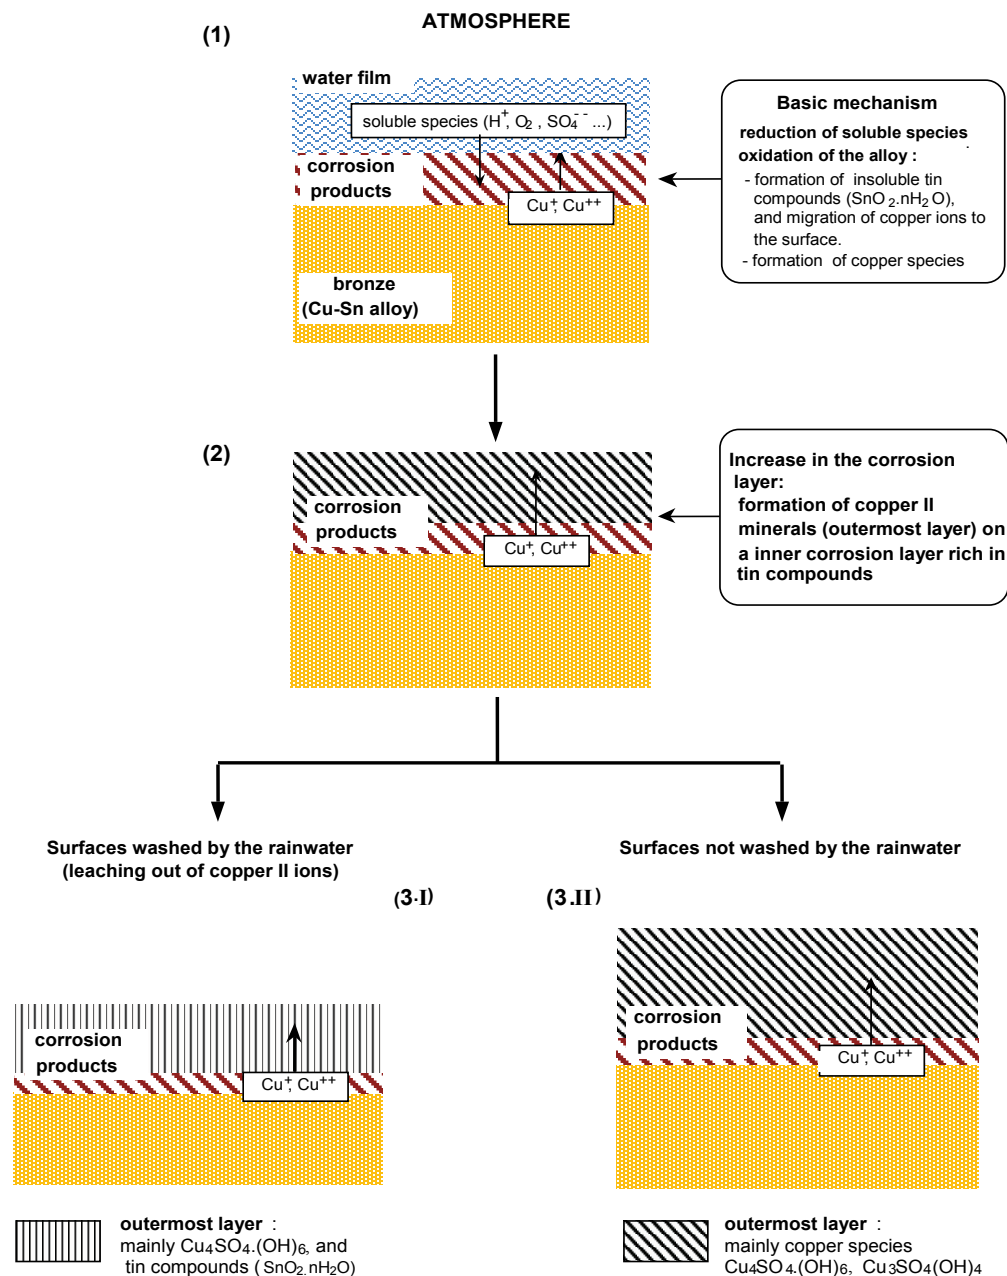 ATMOSPHERE
(1)
water film
soluble species (H⁺, O₂ , SO₄⁻⁻ ...)
corrosion
products
Cu⁺, Cu⁺⁺
bronze
(Cu-Sn alloy)
Basic mechanism
reduction of soluble species
oxidation of the alloy :
- formation of insoluble tin
compounds (SnO₂.nH₂O),
and migration of copper ions to
the surface.
- formation of copper species
(2)
corrosion
products
Cu⁺, Cu⁺⁺
Increase in the corrosion
layer:
formation of copper II
minerals (outermost layer) on
a inner corrosion layer rich in
tin compounds
Surfaces washed by the rainwater
(leaching out of copper II ions)
(3.I)
corrosion
products
Cu⁺, Cu⁺⁺
outermost layer :
mainly Cu₄SO₄.(OH)₆, and
tin compounds (SnO₂.nH₂O)
Surfaces not washed by the rainwater
(3.II)
corrosion
products
Cu⁺, Cu⁺⁺
outermost layer :
mainly copper species
Cu₄SO₄.(OH)₆, Cu₃SO₄(OH)₄